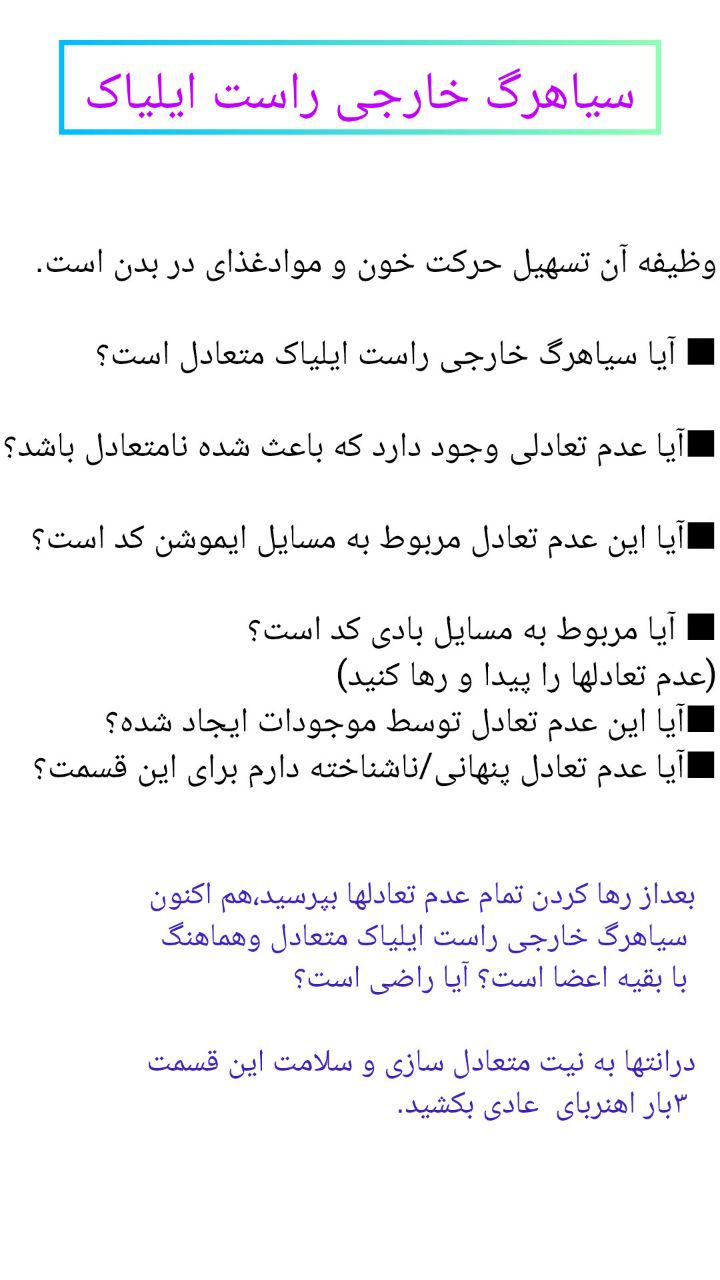 سیاهرگ خارجی راست ایلیاک
وظیفه آن تسهیل حرکت خون و موادغذای در بدن است.
■ آیا سیاهرگ خارجی راست ایلیاک متعادل است؟
■آیا عدم تعادلی وجود دارد که باعث شده نامتعادل باشد؟
■آیا این عدم تعادل مربوط به مسایل ایموشن کد است؟
■ آیا مربوط به مسایل بادی کد است؟
(عدم تعادلها را پیدا و رها کنید)
■آیا این عدم تعادل توسط موجودات ایجاد شده؟
■آیا عدم تعادل پنهانی/ناشناخته دارم برای این قسمت؟
بعداز رها کردن تمام عدم تعادلها بپرسید،هم اکنون
سیاهرگ خارجی راست ایلیاک متعادل وهماهنگ
با بقیه اعضا است؟ آیا راضی است؟
درانتها به نیت متعادل سازی و سلامت این قسمت
۳بار اهنربای عادی بکشید.